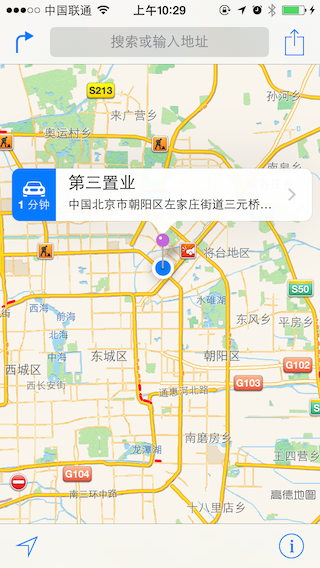 中国联通
上午10:29
搜索或输入地址
S213
来广乡
孙河乡
奥运村乡
南皋乡
第三置业
1 分钟
中国北京市朝阳区左家庄街道三元桥…
将台地区
S50
水碓湖
西海
前海
东风乡
平房乡
北海
中海
东城区
朝阳区
G102
西城区
西长安街
通惠河北路
G103
南磨房乡
龙潭湖
王四营乡
G104
南三环中路
十八里店乡
高德地图